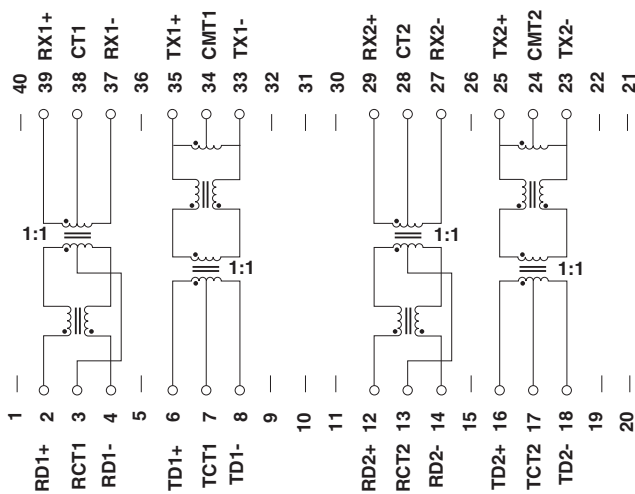 40
39 RX1+
38 CT1
37 RX1-
36
35 TX1+
34 CMT1
33 TX1-
32
31
30
29 RX2+
28 CT2
27 RX2-
26
25 TX2+
24 CMT2
23 TX2-
22
21
1:1
1:1
1:1
1:1
1
2 RD1+
3 RCT1
4 RD1-
5
6 TD1+
7 TCT1
8 TD1-
9
10
11
12 RD2+
13 RCT2
14 RD2-
15
16 TD2+
17 TCT2
18 TD2-
19
20